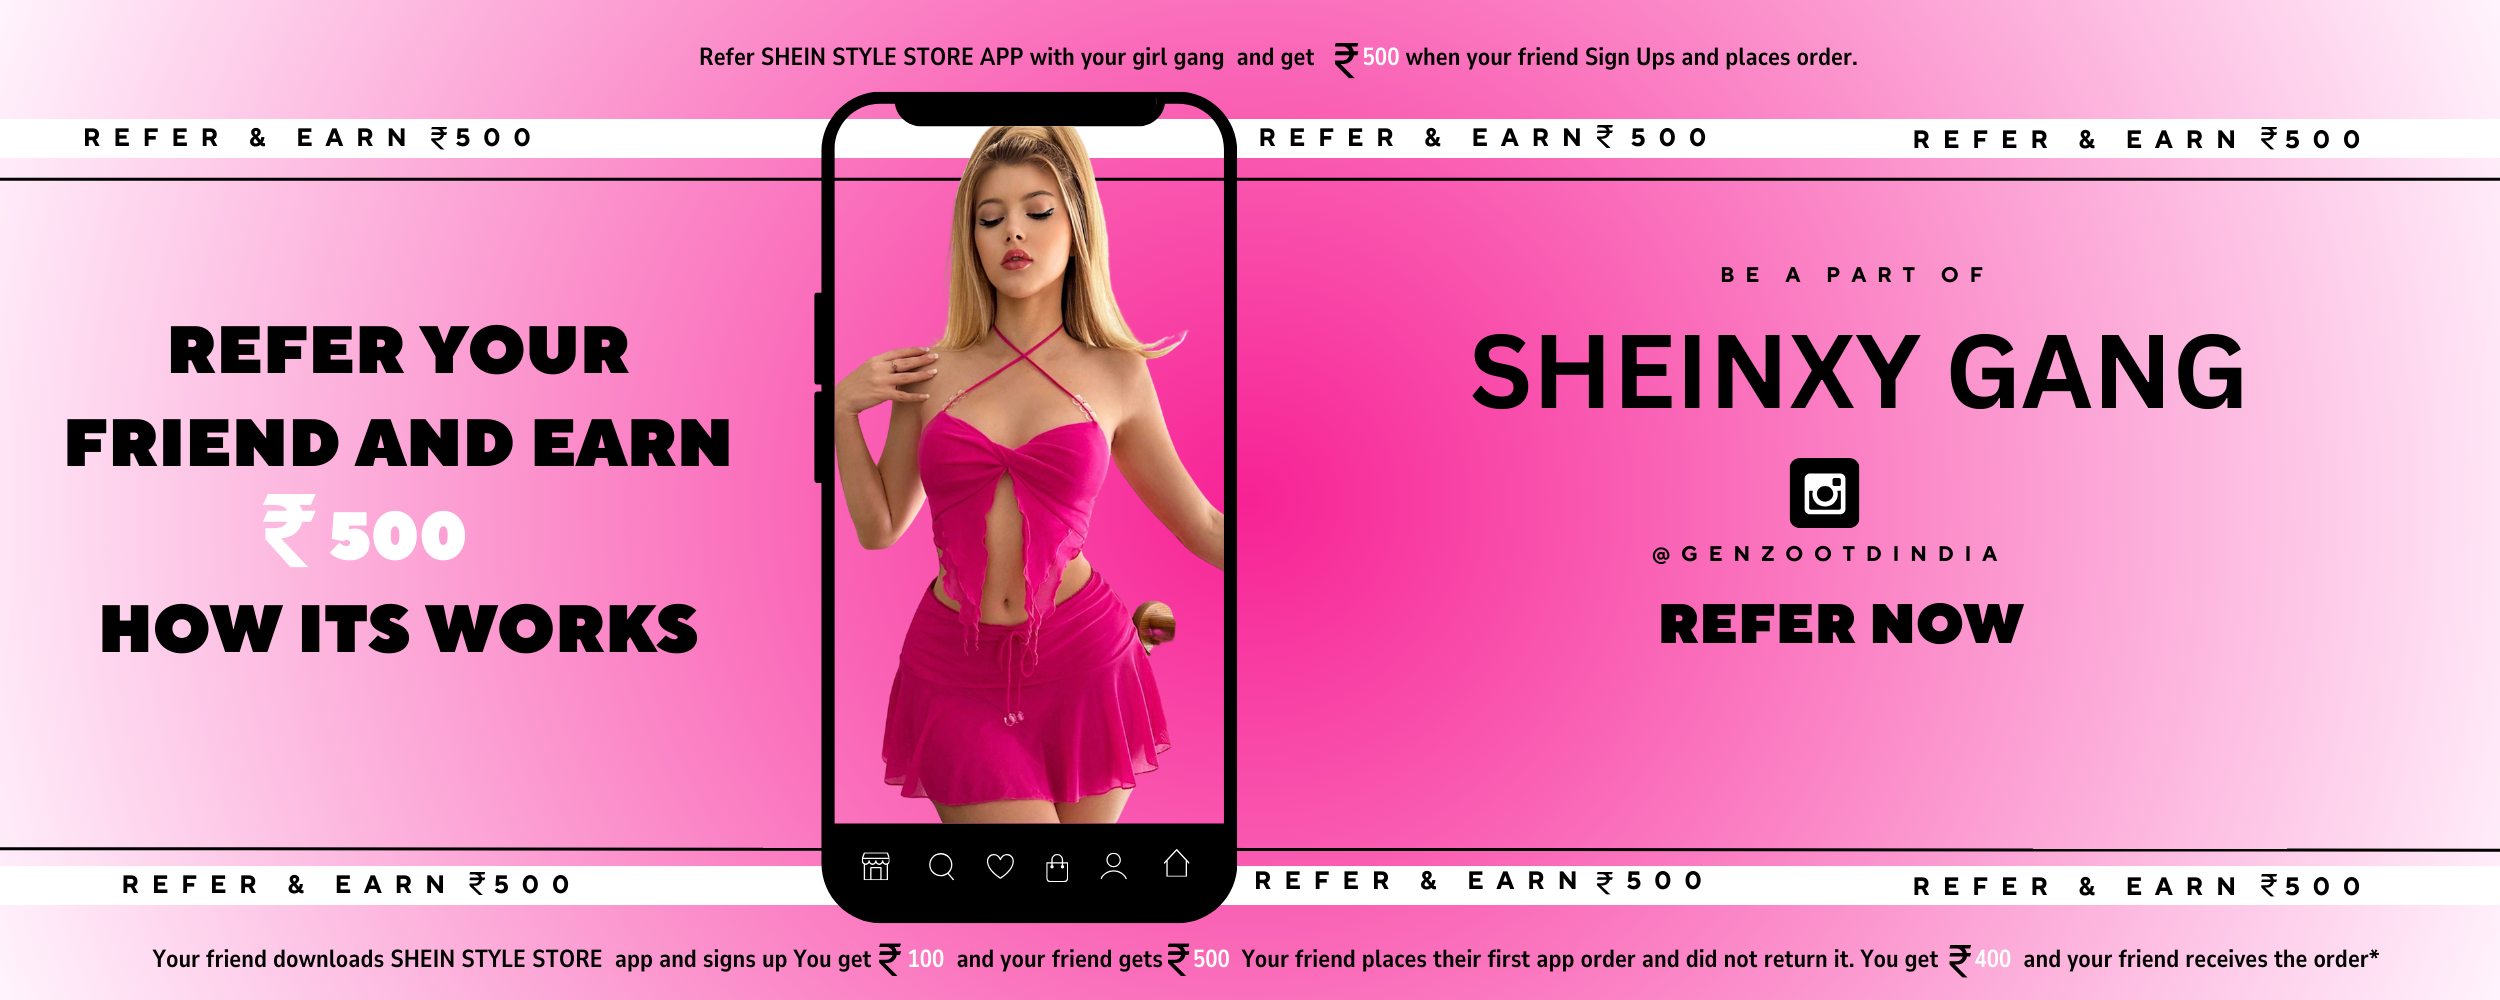 Refer SHEIN STYLE STORE APP with your girl gang and get ₹500 when your friend Sign Ups and places order.
REFER & EARN ₹500
REFER & EARN ₹500
REFER & EARN ₹500
REFER YOUR
FRIEND AND EARN
₹500
HOW ITS WORKS
BE A PART OF
SHEINXY GANG
@GENZOOTDINDIA
REFER NOW
REFER & EARN ₹500
REFER & EARN ₹500
REFER & EARN ₹500
Your friend downloads SHEIN STYLE STORE app and signs up You get ₹100 and your friend gets ₹500 Your friend places their first app order and did not return it. You get ₹400 and your friend receives the order*